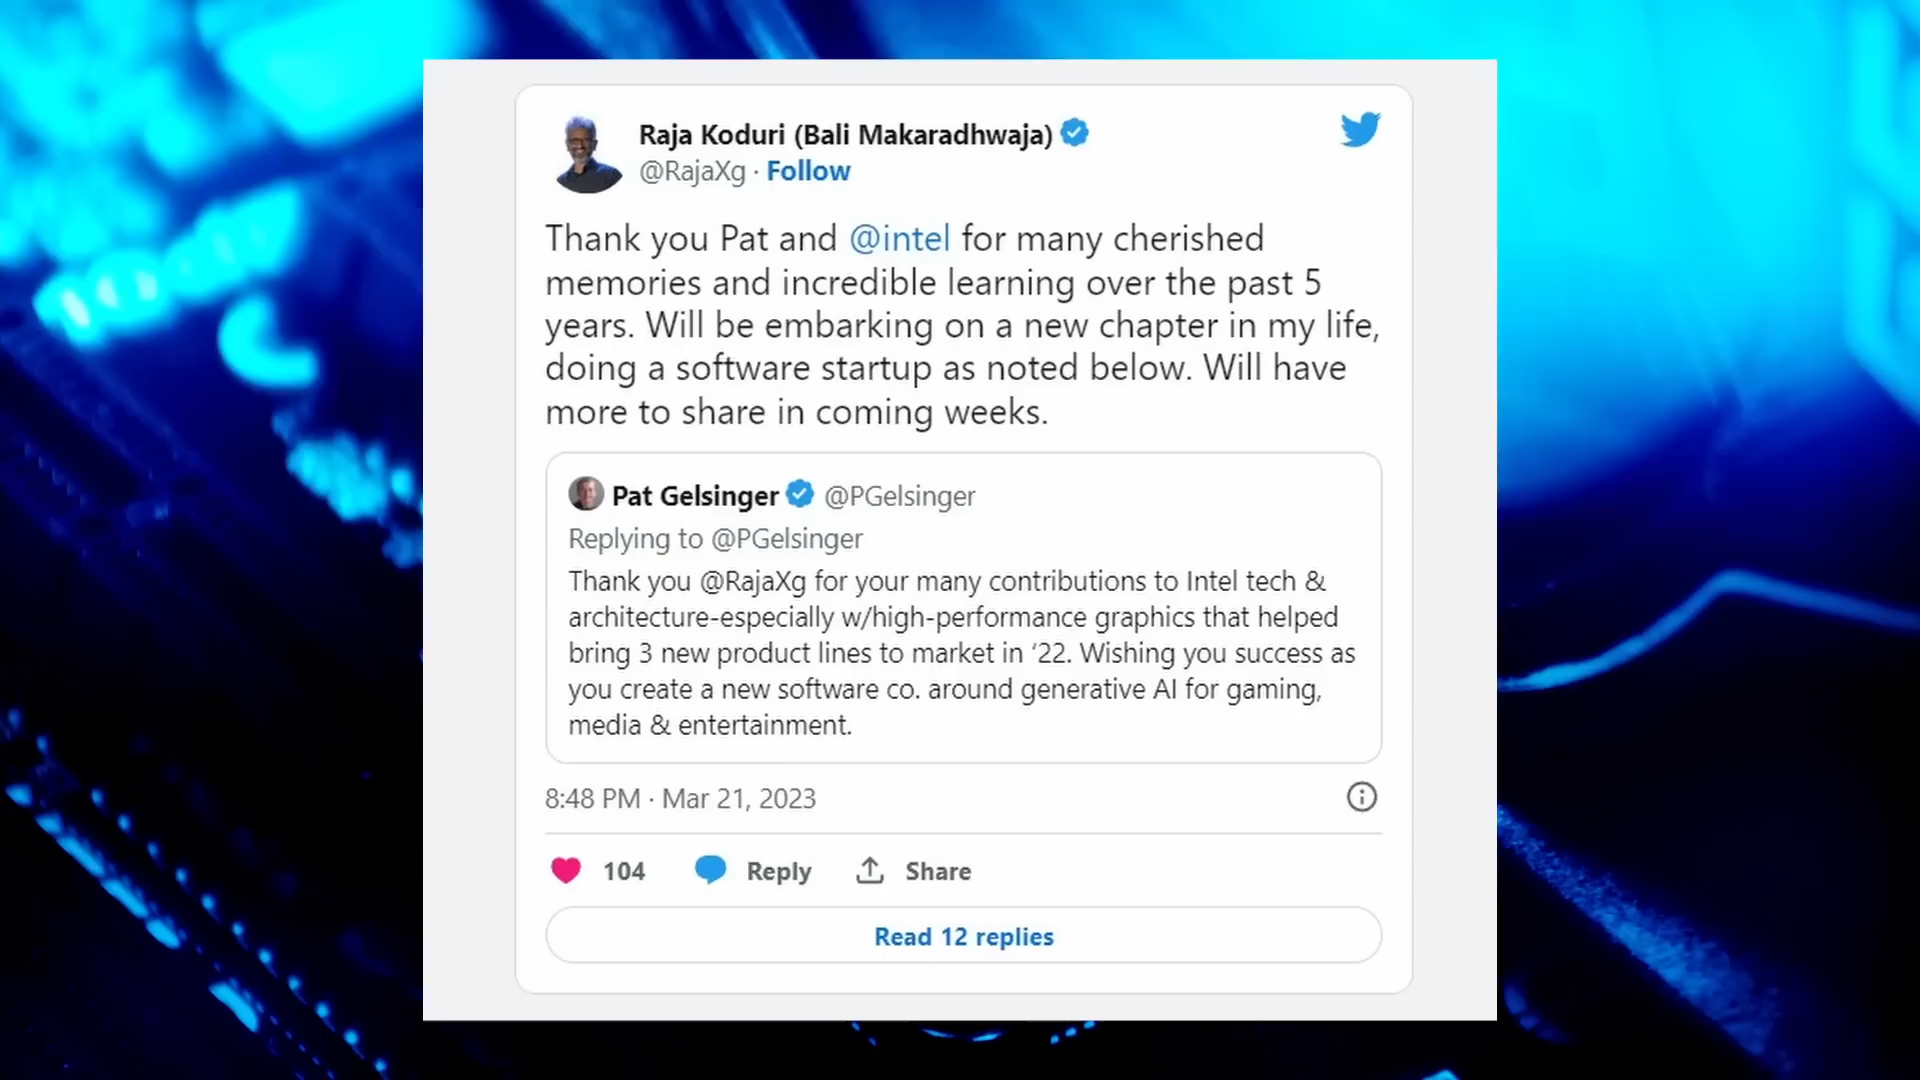 Raja Koduri (Bali Makaradhwaja)
@RajaXg · Follow
Thank you Pat and @intel for many cherished
memories and incredible learning over the past 5
years. Will be embarking on a new chapter in my life,
doing a software startup as noted below. Will have
more to share in coming weeks.
Pat Gelsinger @PGelsinger
Replying to @PGelsinger
Thank you @RajaXg for your many contributions to Intel tech &
architecture-especially w/high-performance graphics that helped
bring 3 new product lines to market in ‘22. Wishing you success as
you create a new software co. around generative AI for gaming,
media & entertainment.
8:48 PM · Mar 21, 2023
104 Reply Share
Read 12 replies